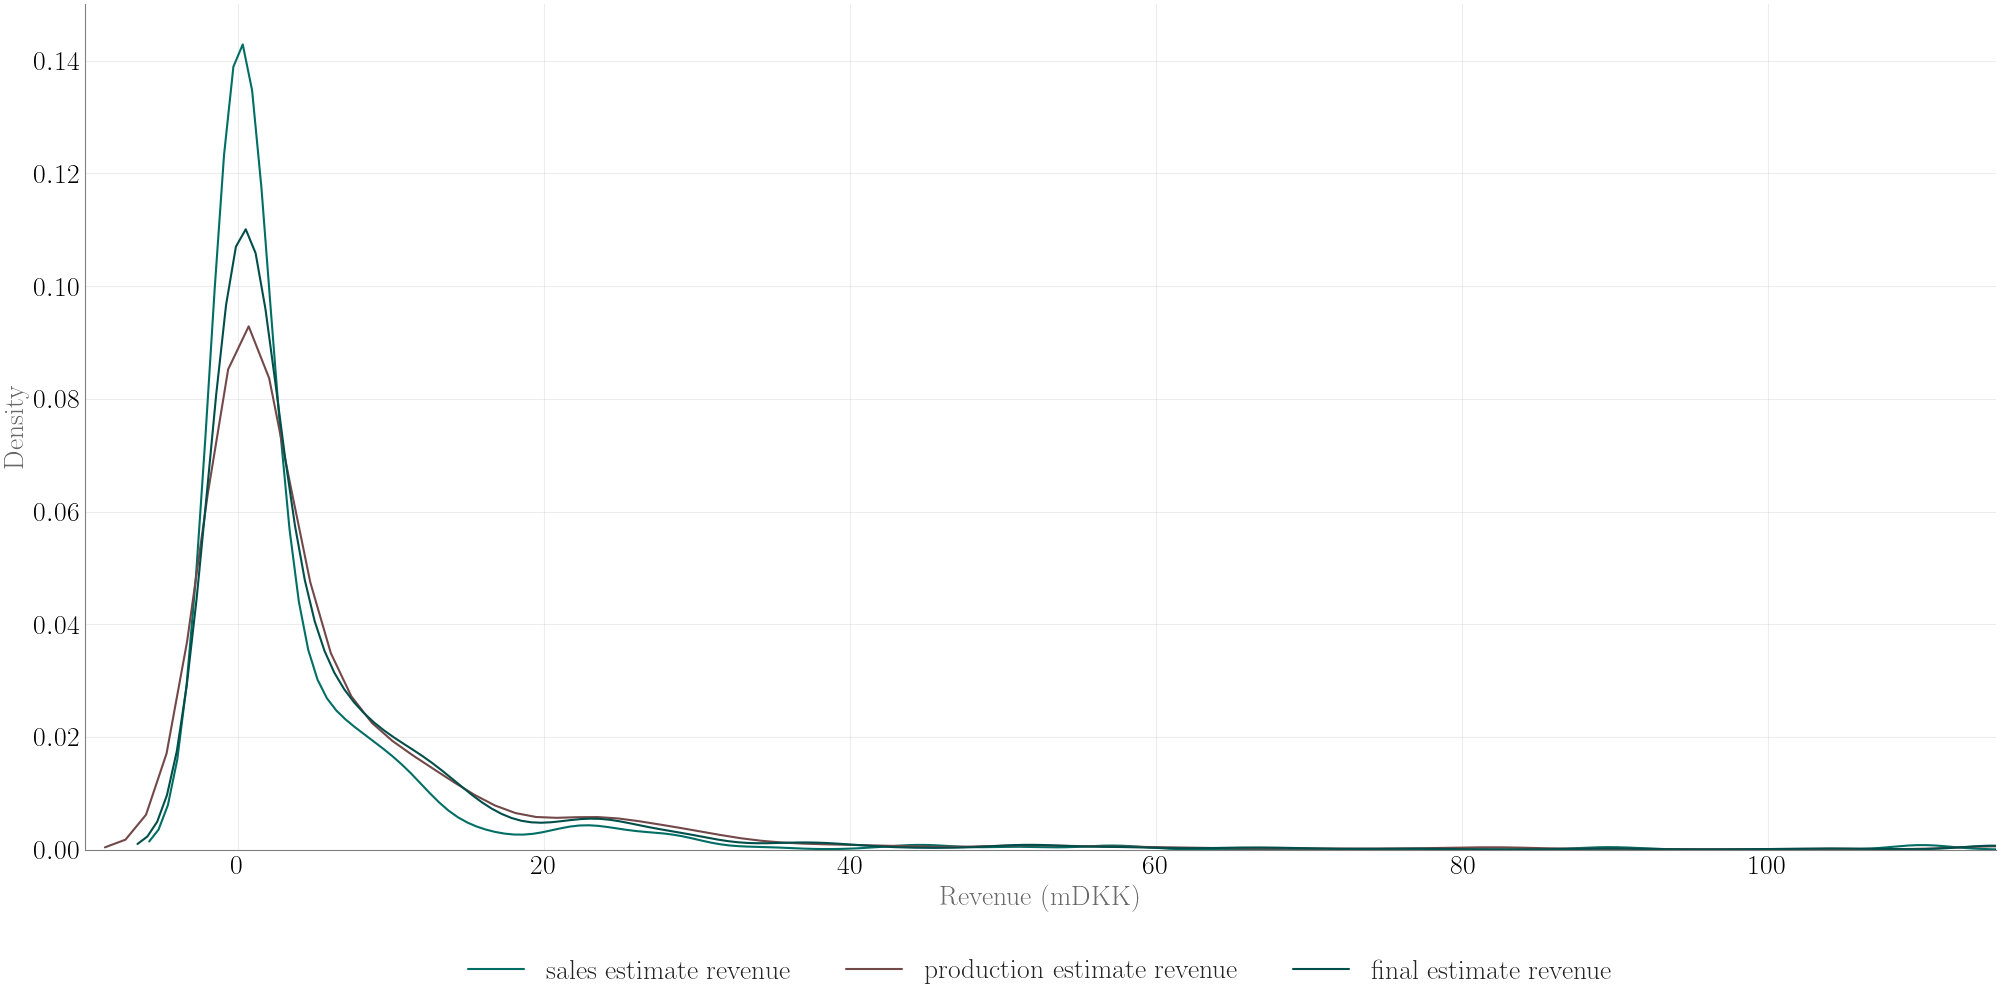 0.14
0.12
0.10
0.08
0.06
0.04
0.02
0.00
Density
0 20 40 60 80 100
Revenue (mDKK)
sales estimate revenue production estimate revenue final estimate revenue